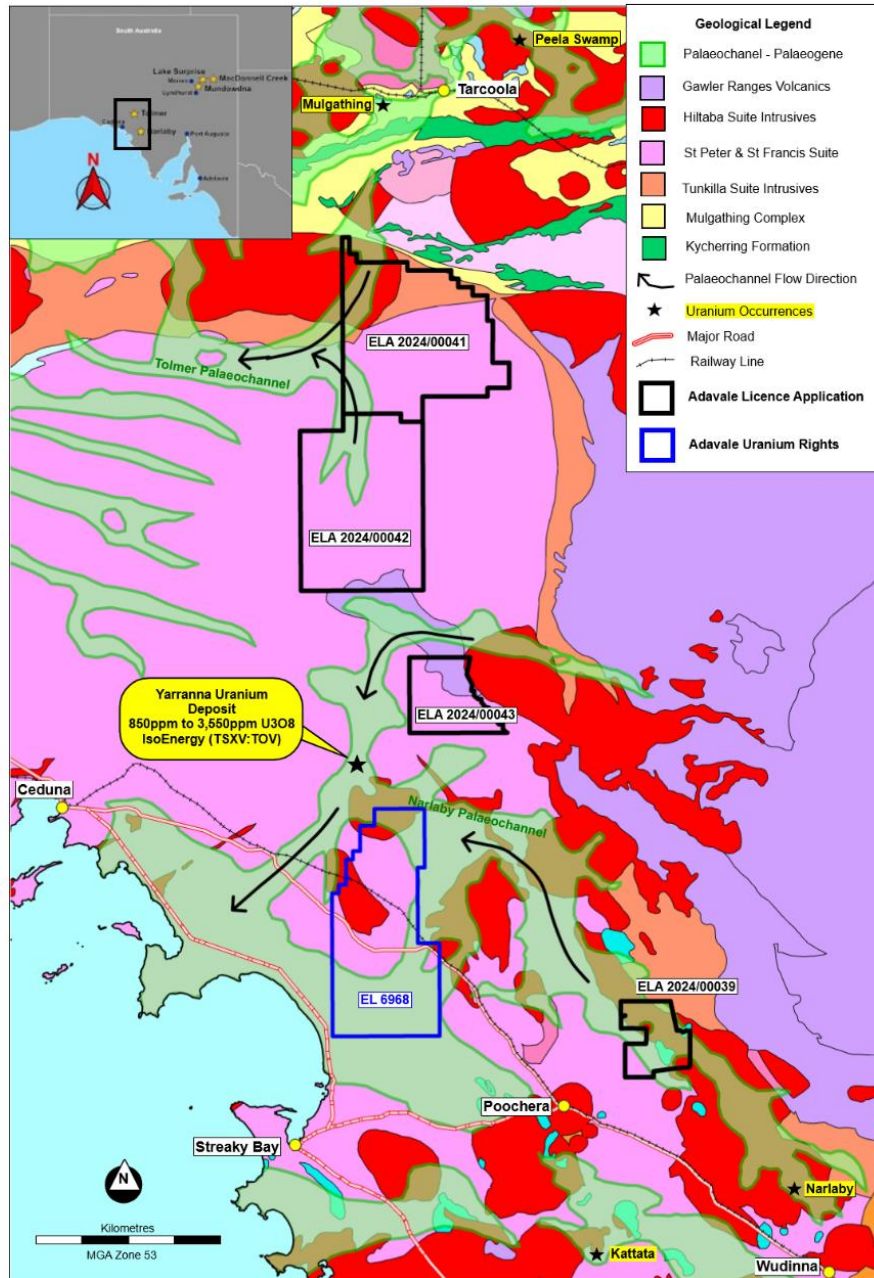 South Australia
Lake Surprise
MacDonnell Creek
Mundowdna
Lyndhurst
Tolmer
Narlaby
Port Augusta
Adelaide
N
Peela Swamp
Tarcoola
Mulgathing
Geological Legend
Palaeochanel - Palaeogene
Gawler Ranges Volcanics
Hiltaba Suite Intrusives
St Peter & St Francis Suite
Tunkilla Suite Intrusives
Mulgathing Complex
Kycherring Formation
Palaeochannel Flow Direction
Uranium Occurrences
Major Road
Railway Line
Adavale Licence Application
Adavale Uranium Rights
ELA 2024/00041
Tolmer Palaeochannel
ELA 2024/00042
ELA 2024/00043
Yarranna Uranium
Deposit
850ppm to 3,550ppm U3O8
IsoEnergy (TSXV:TOV)
Ceduna
Narlaby Palaeochannel
ELA 2024/00039
EL 6968
Poochera
Streaky Bay
Narlaby
N
Kilometres
MGA Zone 53
Kattata
Wudinna